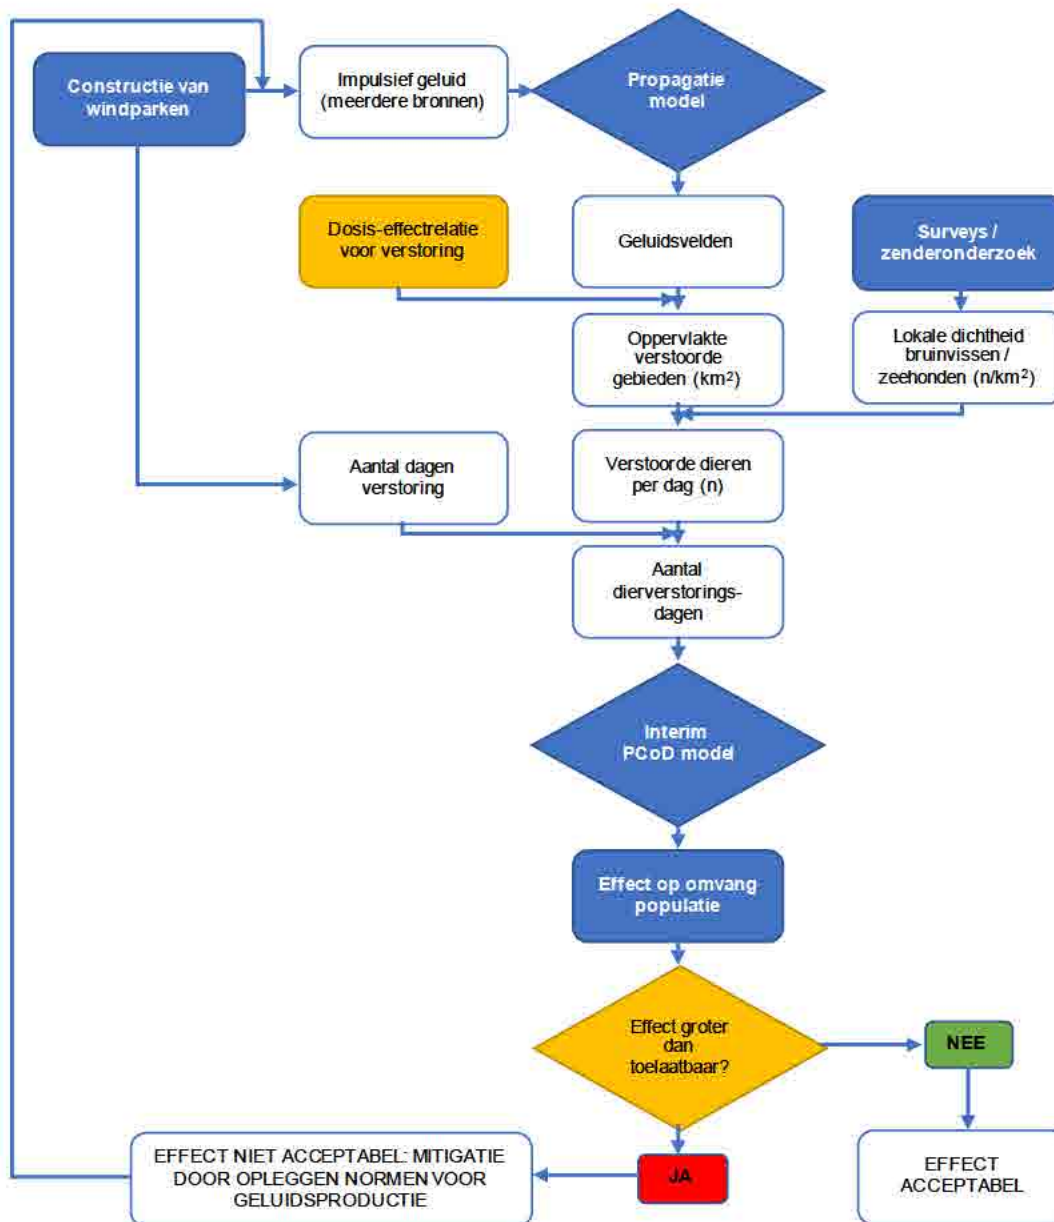 Constructie van
windparken
Impulsief geluid
(meerdere bronnen)
Propagatie
model
Dosis-effectrelatie
voor verstoring
Geluidsvelden
Surveys /
zenderonderzoek
Oppervlakte
verstoorde
gebieden (km²)
Lokale dichtheid
bruinvissen /
zeehonden (n/km²)
Aantal dagen
verstoring
Verstoorde dieren
per dag (n)
Aantal
dierverstorings-
dagen
Interim
PCoD model
Effect op omvang
populatie
Effect groter
dan
toelaatbaar?
NEE
JA
EFFECT NIET ACCEPTABEL: MITIGATIE
DOOR OPLEGGEN NORMEN VOOR
GELUIDSPRODUCTIE
EFFECT
ACCEPTABEL